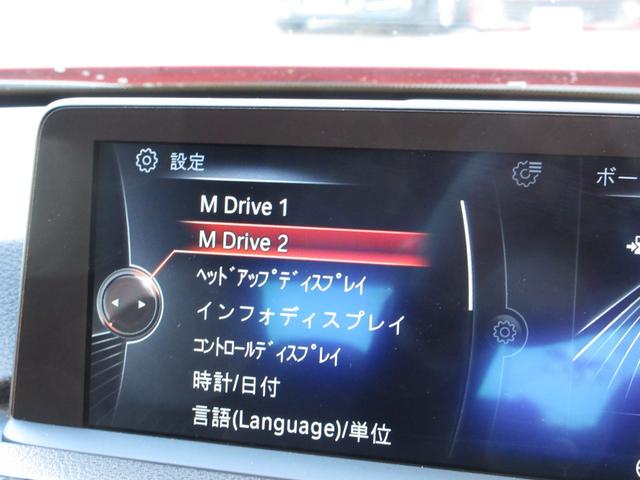 設定
M Drive 1
M Drive 2
ﾍｯﾄﾞｱｯﾌﾟﾃﾞｨｽﾌﾟﾚｲ
インフォディスプレイ
ｺﾝﾄﾛｰﾙﾃﾞｨｽﾌﾟﾚｲ
時計/日付
言語(Language)/単位
ボー